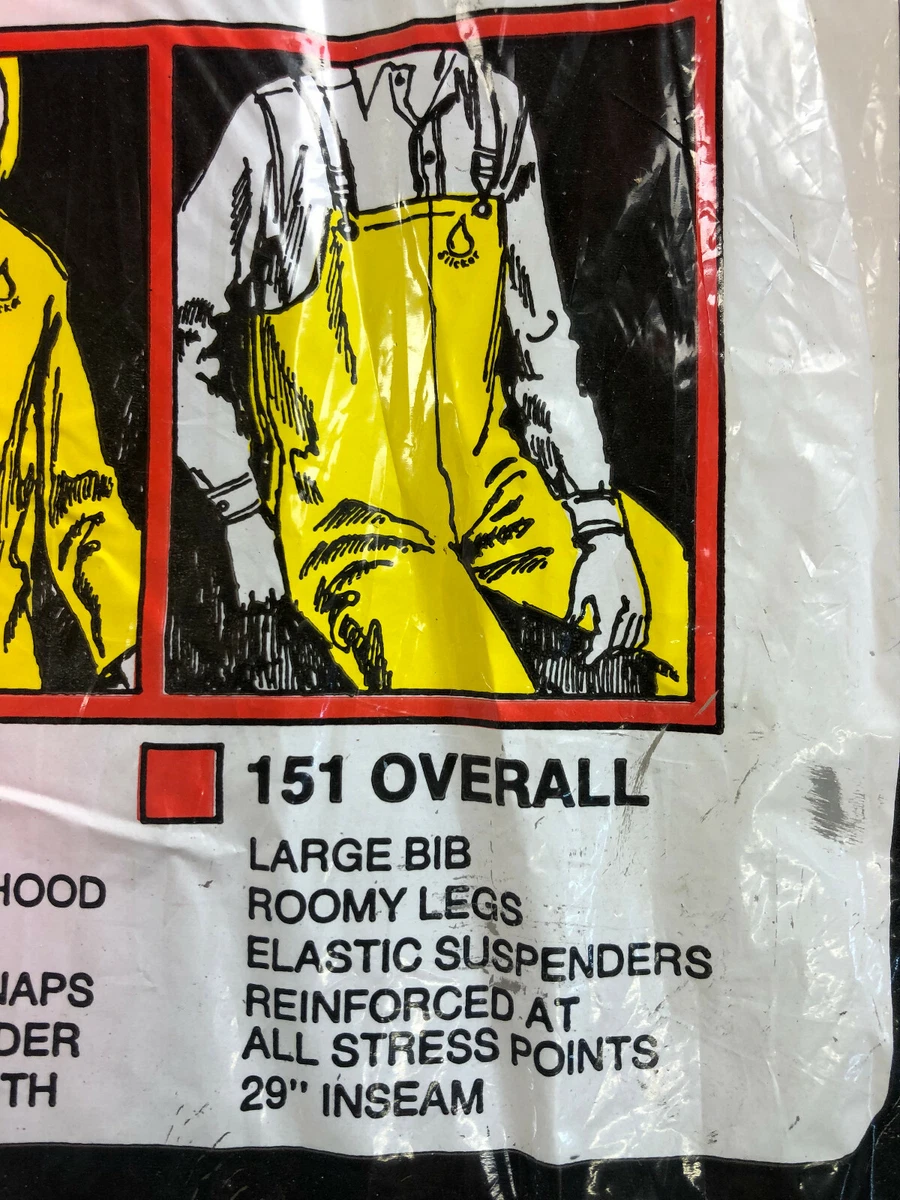 Slicker
151 OVERALL
LARGE BIB
ROOMY LEGS
ELASTIC SUSPENDERS
REINFORCED AT
ALL STRESS POINTS
29" INSEAM
HOOD
NAPS
DER
TH